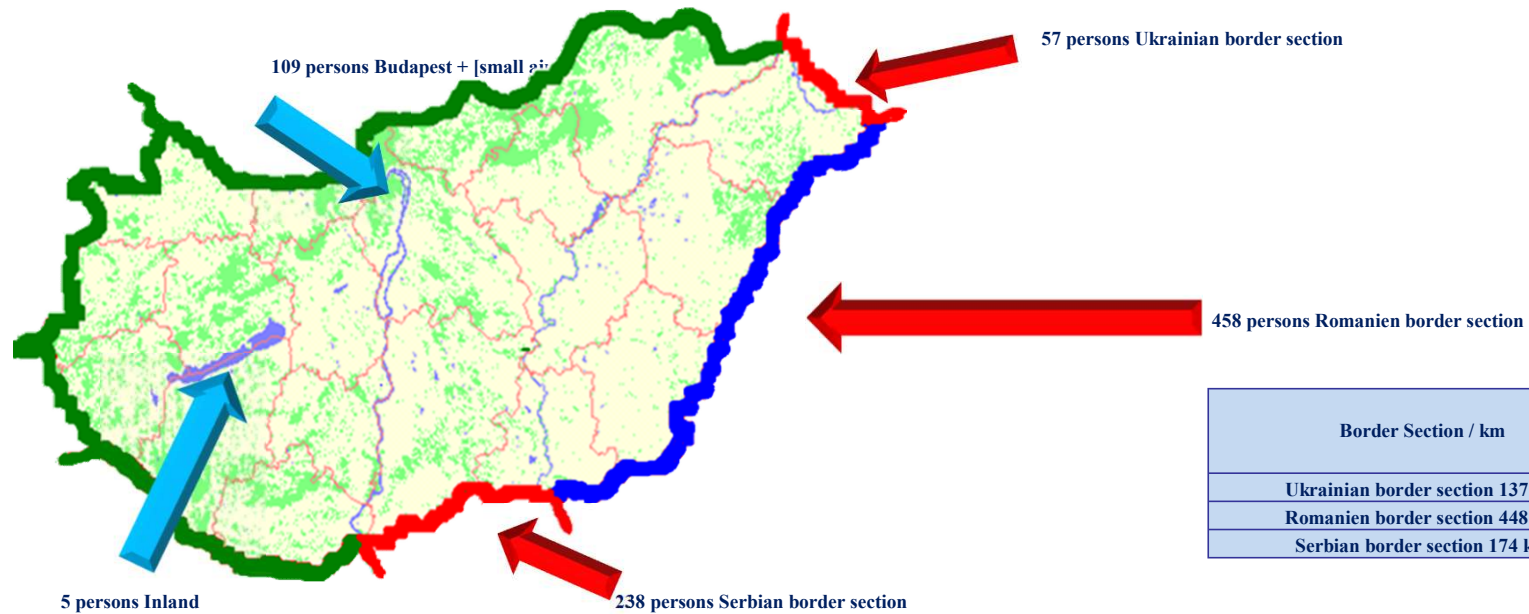 57 persons Ukrainian border section
109 persons Budapest + [small
458 persons Romanien border section
Border Section / km
Ukrainian border section 137
Romanien border section 448
Serbian border section 174 k
5 persons Inland
238 persons Serbian border section